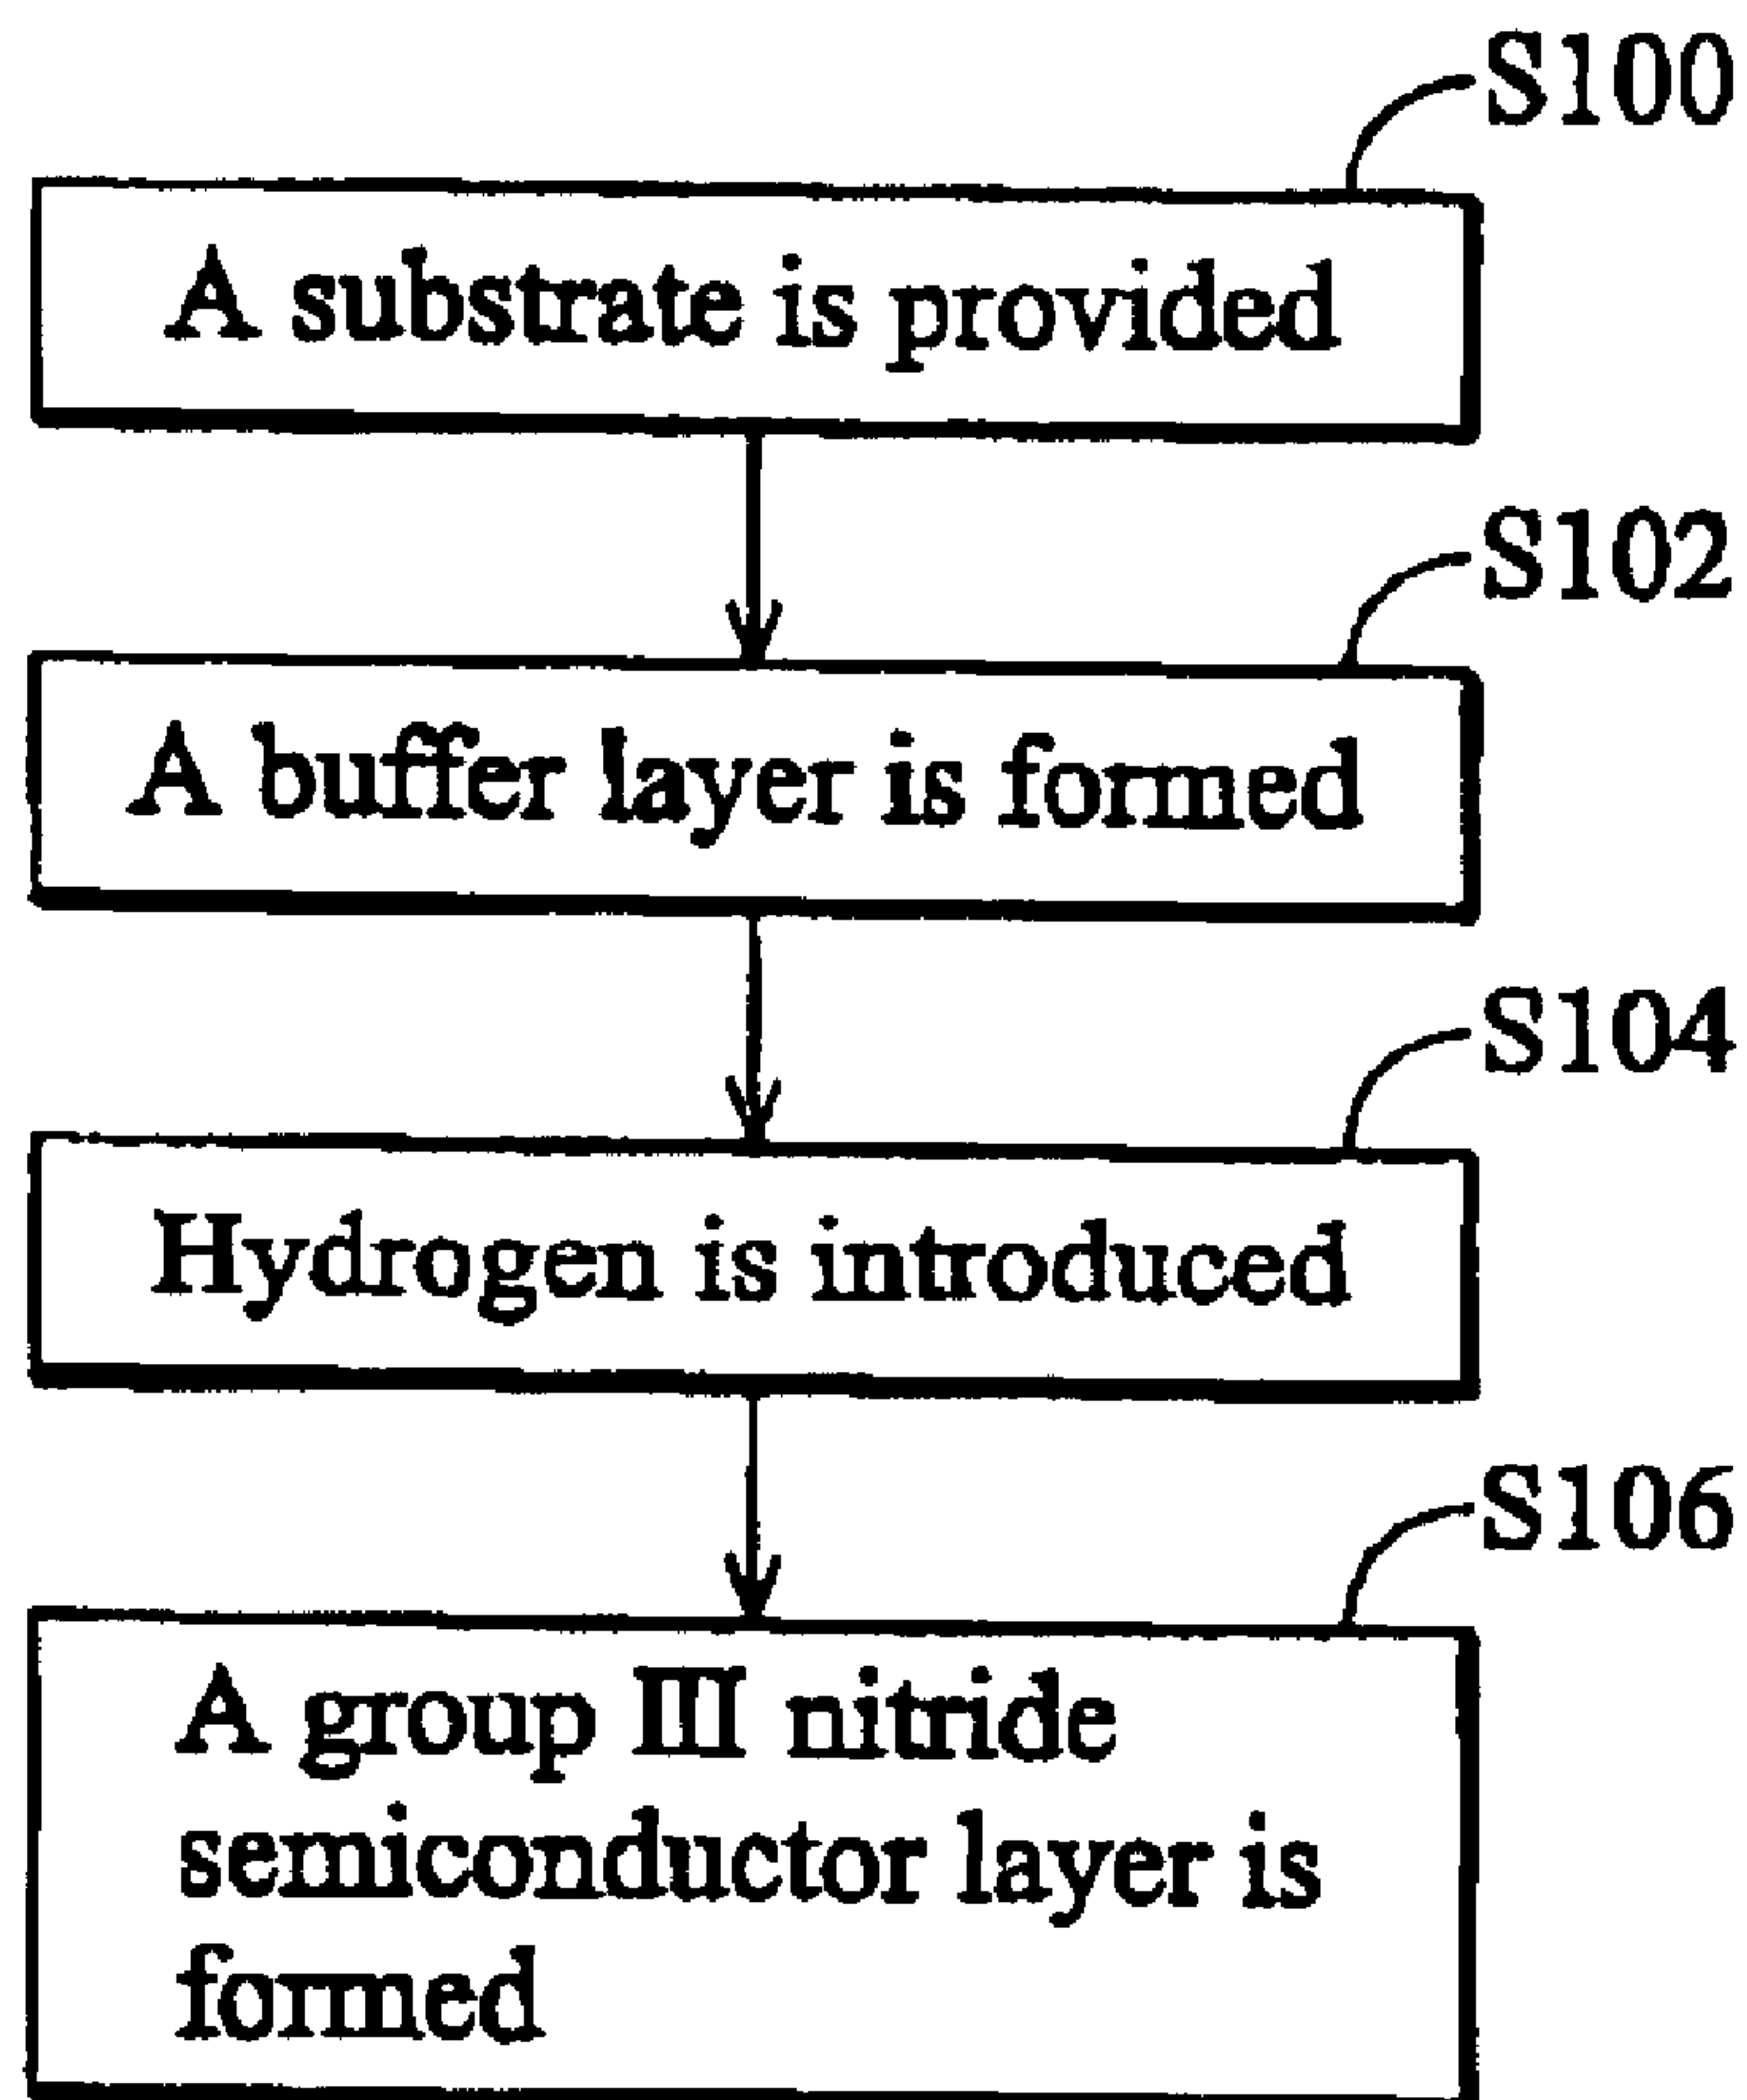 S100
A substrate is provided
S102
A buffer layer is formed
S104
Hydrogen is introduced
S106
A group III nitride
semiconductor layer is
formed